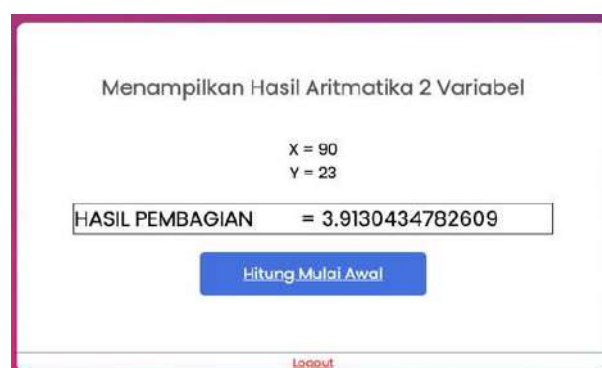 Menampilkan Hasil Aritmatika 2 Variabel
X = 90
Y = 23
HASIL PEMBAGIAN = 3.9130434782609
Hitung Mulai Awal
Logout